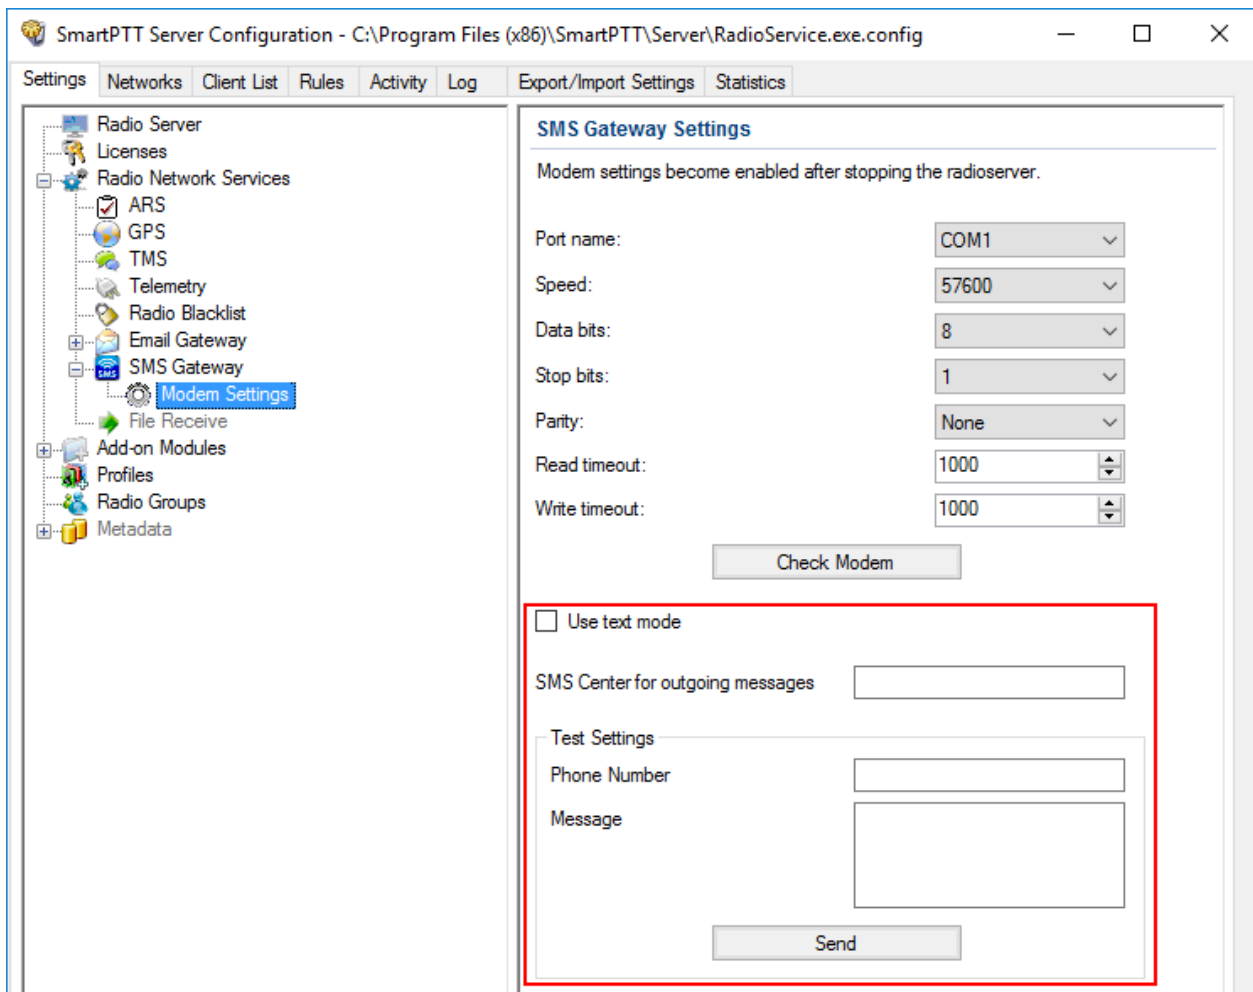 SmartPTT Server Configuration - C:\Program Files (x86)\SmartPTT\Server\RadioService.exe.config
Settings Networks Client List Rules Activity Log Export/Import Settings Statistics
Radio Server
Licenses
Radio Network Services
ARS
GPS
TMS
Telemetry
Radio Blacklist
Email Gateway
SMS Gateway
Modem Settings
File Receive
Add-on Modules
Profiles
Radio Groups
Metadata
SMS Gateway Settings
Modem settings become enabled after stopping the radioserver.
Port name: COM1
Speed: 57600
Data bits: 8
Stop bits: 1
Parity: None
Read timeout: 1000
Write timeout: 1000
Check Modem
Use text mode
SMS Center for outgoing messages
Test Settings
Phone Number
Message
Send